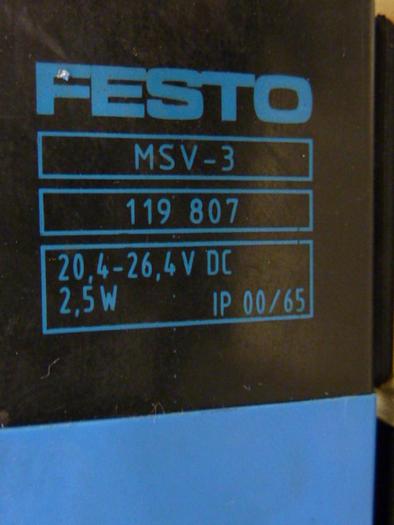 FESTO
MSV-3
119 807
20,4-26,4V DC
2,5W IP 00/65